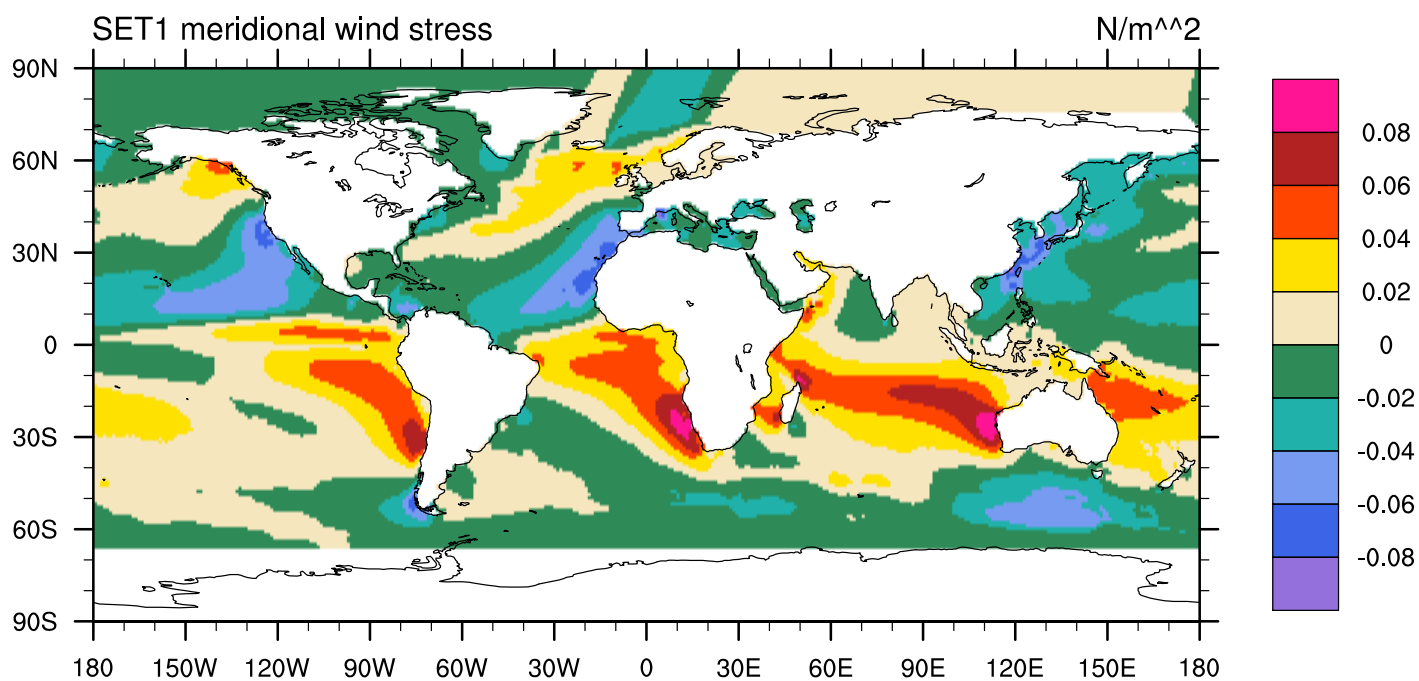 SET1 meridional wind stress N/m^^2
90N
60N
30N
0
30S
60S
90S
180 150W 120W 90W 60W 30W 0 30E 60E 90E 120E 150E 180
0.08
0.06
0.04
0.02
0
-0.02
-0.04
-0.06
-0.08